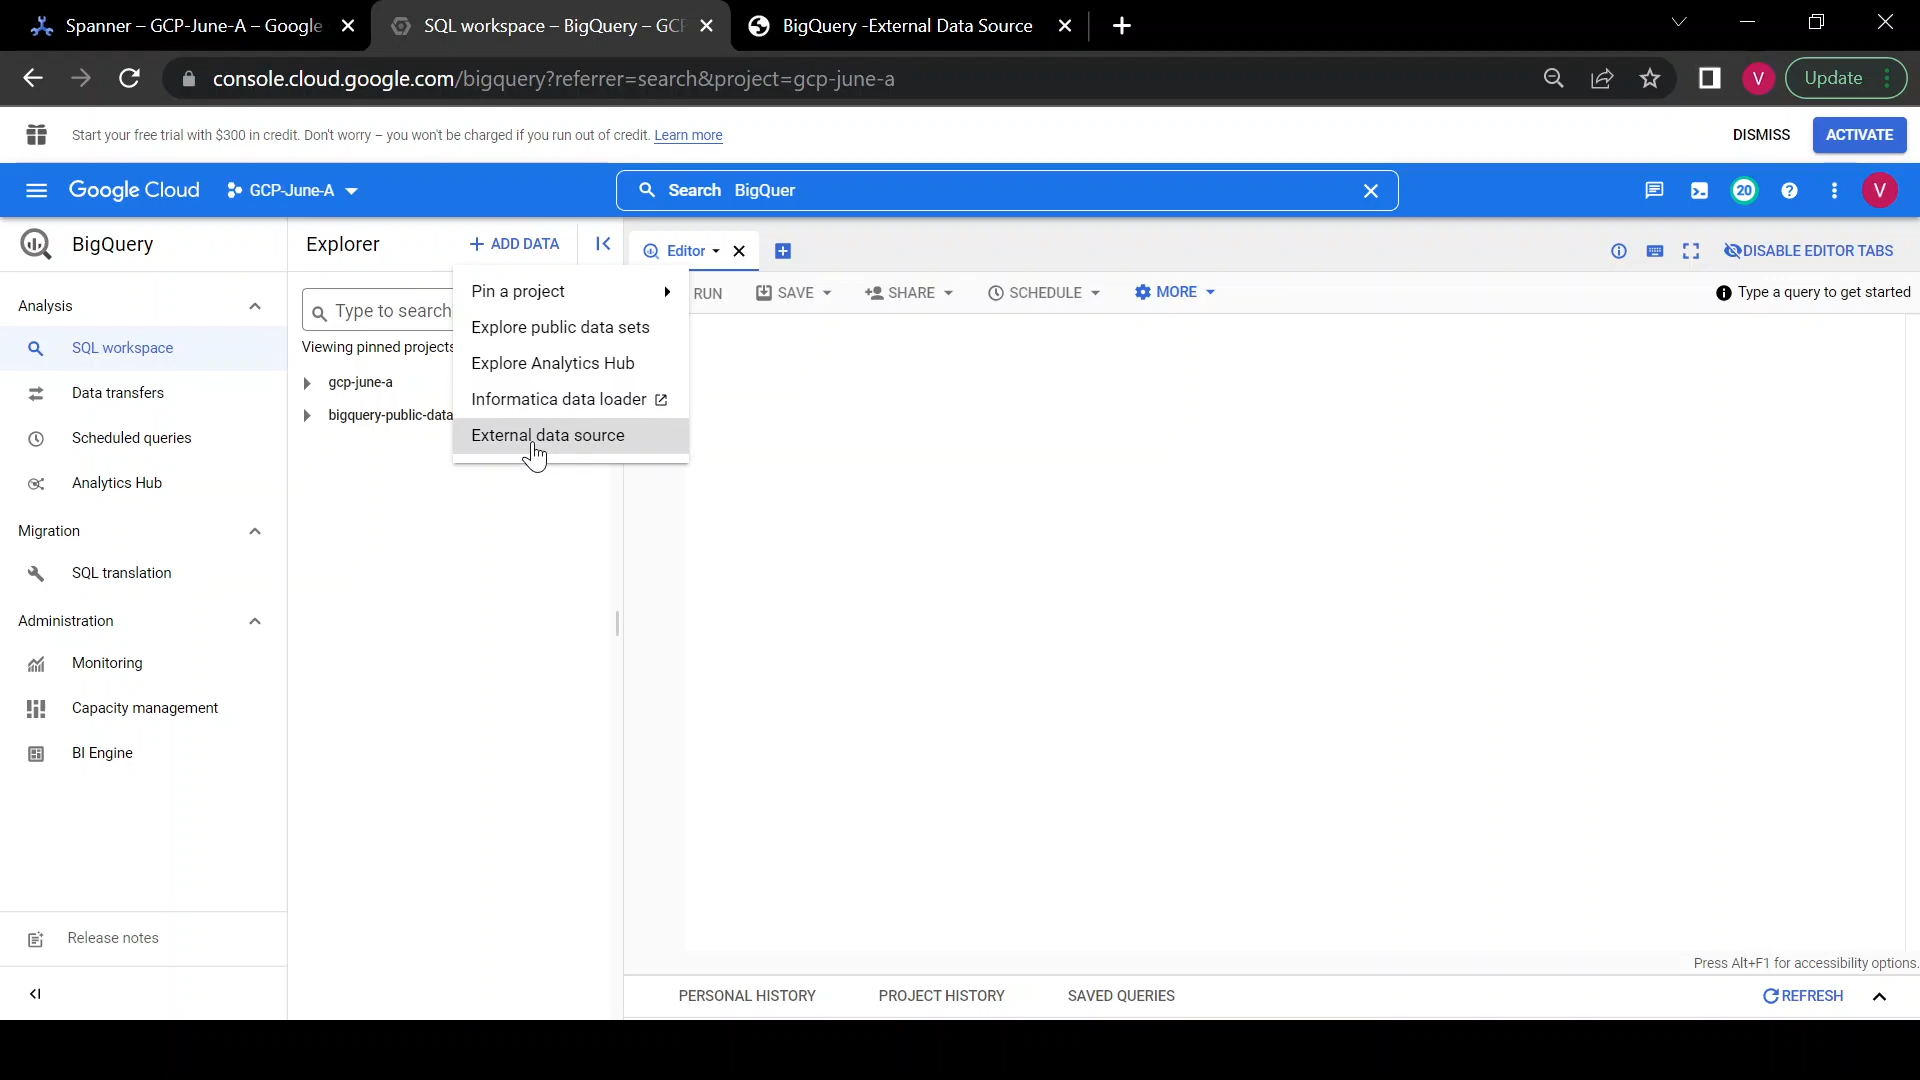 Spanner – GCP-June-A – Google
SQL workspace – BigQuery – GCP
BigQuery -External Data Source
console.cloud.google.com/bigquery?referrer=search&project=gcp-june-a
V
Update
Start your free trial with $300 in credit. Don't worry – you won't be charged if you run out of credit. Learn more
DISMISS
ACTIVATE
Google Cloud
GCP-June-A
Search BigQuer
20
V
BigQuery
Explorer
ADD DATA
Editor
DISABLE EDITOR TABS
Analysis
SQL workspace
Data transfers
Scheduled queries
Analytics Hub
Migration
SQL translation
Administration
Monitoring
Capacity management
BI Engine
Release notes
Type to search
Viewing pinned projects
gcp-june-a
bigquery-public-data
Pin a project
Explore public data sets
Explore Analytics Hub
Informatica data loader
External data source
RUN
SAVE
SHARE
SCHEDULE
MORE
Type a query to get started
Press Alt+F1 for accessibility options.
PERSONAL HISTORY
PROJECT HISTORY
SAVED QUERIES
REFRESH